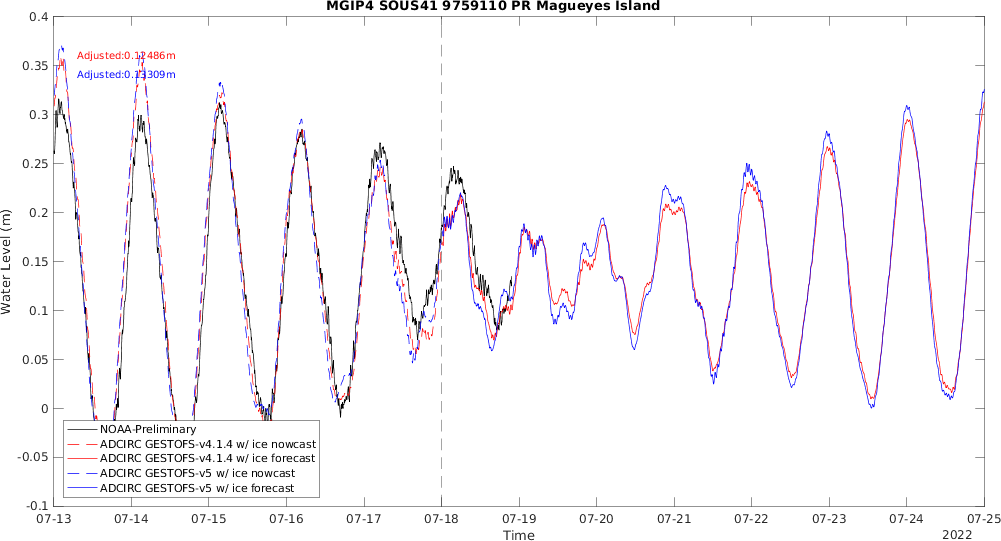 MGIP4 SOUS41 9759110 PR Magueyes Island
Water Level (m)
0.4
0.35
0.3
0.25
0.2
0.15
0.1
0.05
0
-0.05
-0.1
Adjusted:0.12486m
Adjusted:0.13309m
NOAA-Preliminary
ADCIRC GESTOFS-v4.1.4 w/ ice nowcast
ADCIRC GESTOFS-v4.1.4 w/ ice forecast
ADCIRC GESTOFS-v5 w/ ice nowcast
ADCIRC GESTOFS-v5 w/ ice forecast
07-13 07-14 07-15 07-16 07-17 07-18 07-19 07-20 07-21 07-22 07-23 07-24 07-25
Time
2022